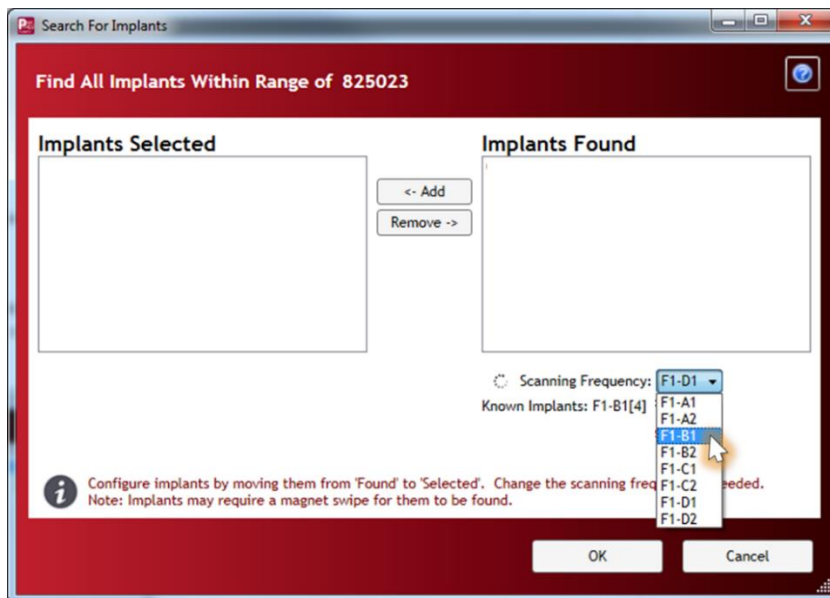 Search For Implants
Find All Implants Within Range of 825023
Implants Selected
Implants Found
<- Add
Remove ->
Scanning Frequency: F1-D1
Known Implants: F1-B1[4]
F1-A1
F1-A2
F1-B1
F1-B2
F1-C1
F1-C2
F1-D1
F1-D2
Configure implants by moving them from 'Found' to 'Selected'. Change the scanning freq eeded.
Note: Implants may require a magnet swipe for them to be found.
OK
Cancel